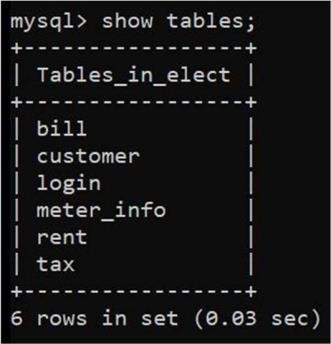 mysql> show tables;
+-----------------+
| Tables_in_elect |
+-----------------+
| bill            |
| customer        |
| login           |
| meter_info      |
| rent            |
| tax             |
+-----------------+
6 rows in set (0.03 sec)